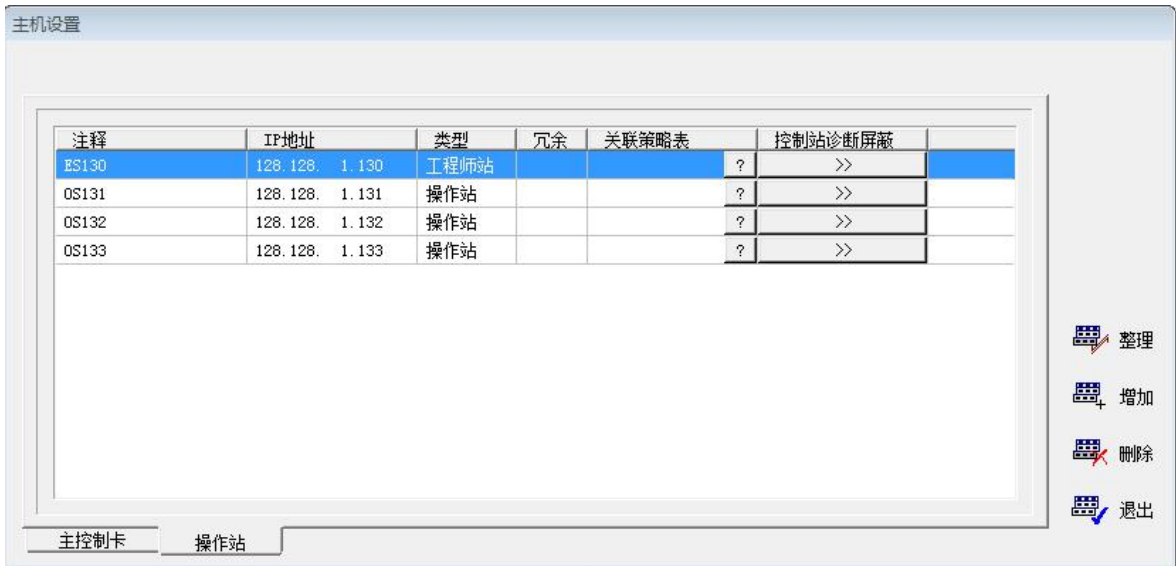 主机设置
注释 IP地址 类型 冗余 关联策略表 控制站诊断屏蔽
ES130 128.128. 1.130 工程师站 ? >>
OS131 128.128. 1.131 操作站 ? >>
OS132 128.128. 1.132 操作站 ? >>
OS133 128.128. 1.133 操作站 ? >>
整理
增加
删除
退出
主控制卡 操作站